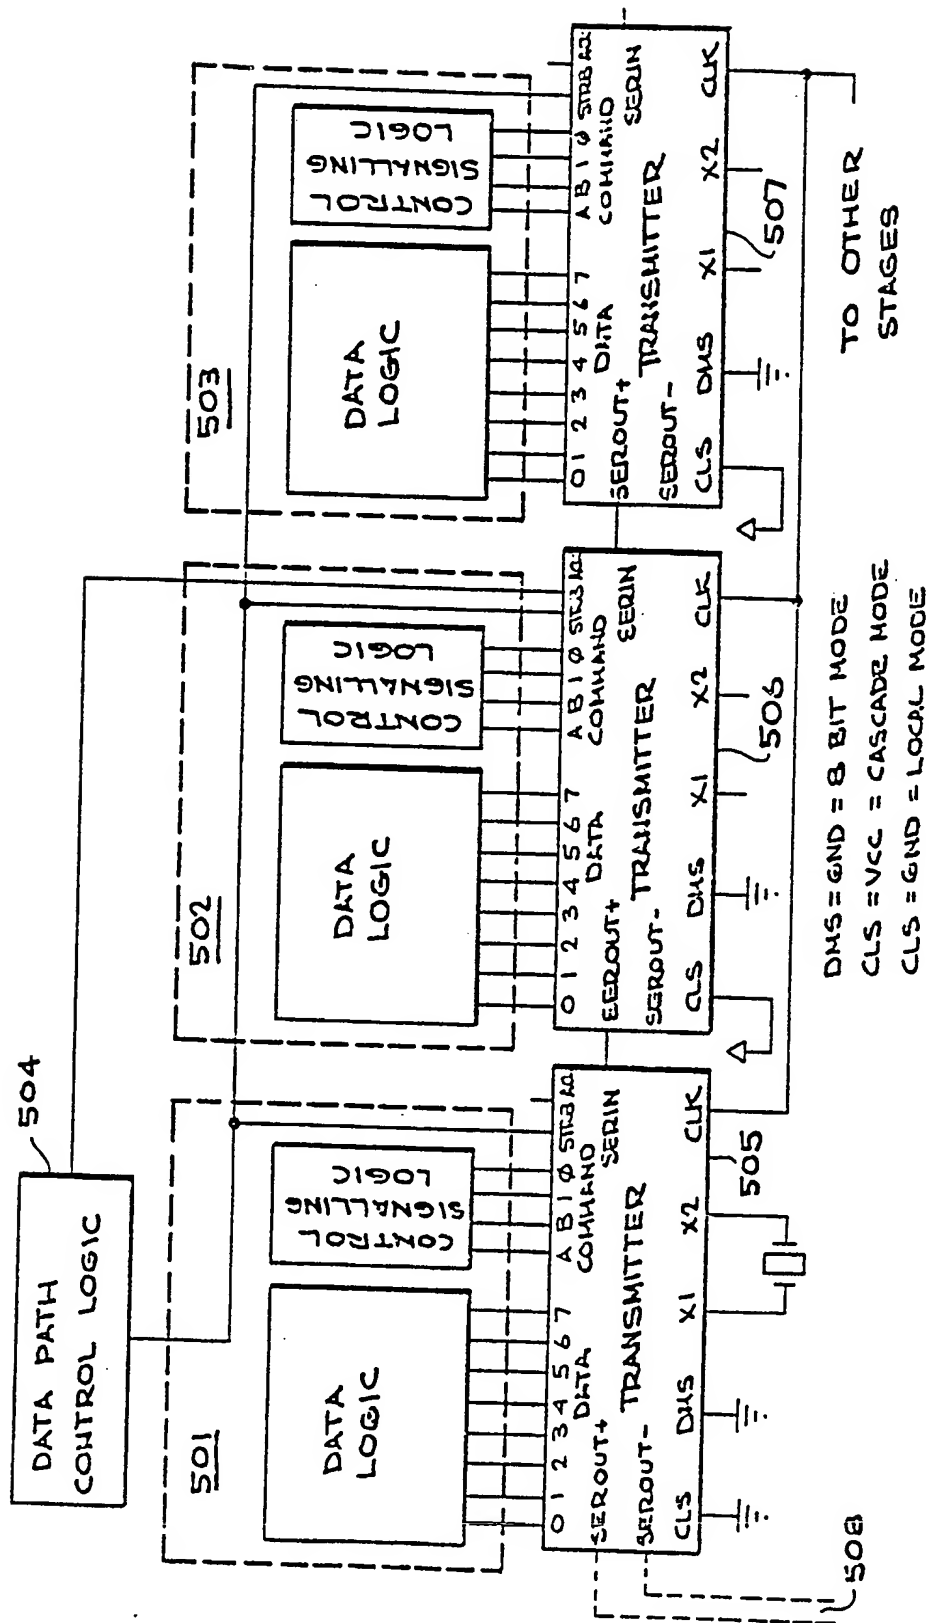 DATA PATH
CONTROL LOGIC
504
501
DATA
LOGIC
CONTROL
SIGNALLING
LOGIC
0 1 2 3 4 5 6 7 A B 1 0 STRB
DATA COMMAND
SEROUT+ SERIN
SEROUT- TRANSMITTER
CLS DMS X1 X2 CLK
505
508
502
DATA
LOGIC
CONTROL
SIGNALLING
LOGIC
0 1 2 3 4 5 6 7 A B 1 0 STRB
DATA COMMAND
SEROUT+ SERIN
SEROUT- TRANSMITTER
CLS DMS X1 X2 CLK
506
503
DATA
LOGIC
CONTROL
SIGNALLING
LOGIC
0 1 2 3 4 5 6 7 A B 1 0 STRB
DATA COMMAND
SEROUT+ SERIN
SEROUT- TRANSMITTER
CLS DMS X1 X2 CLK
507
TO OTHER
STAGES
DMS = GND = 8 BIT MODE
CLS = VCC = CASCADE MODE
CLS = GND = LOCAL MODE